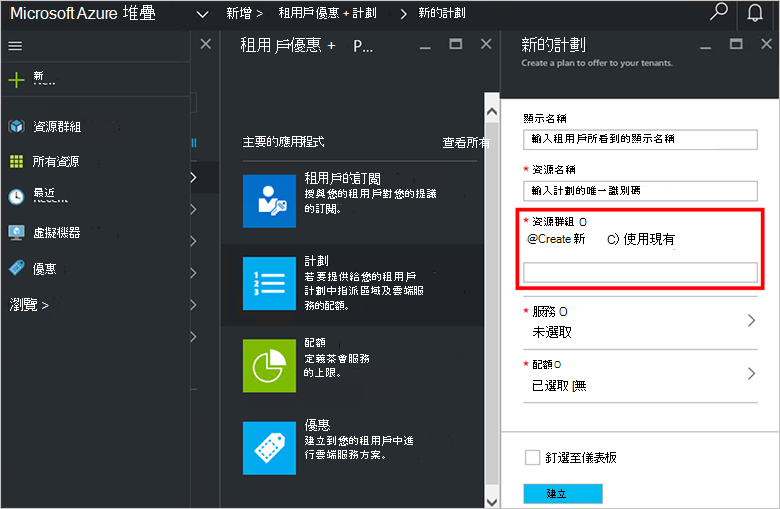 Microsoft Azure 堆疊
新增 > 租用戶優惠 + 計劃 > 新的計劃
新
資源群組
所有資源
最近
虛擬機器
優惠
瀏覽 >
租用戶優惠 + P...
主要的應用程式
查看所有
租用戶的訂閱
授與您的租用戶對您的提議
的訂閱。
計劃
若要提供給您的租用戶
計劃中指派區域及雲端服
務的配額。
配額
定義茶會服務
的上限。
優惠
建立到您的租用戶中進
行雲端服務方案。
新的計劃
Create a plan to offer to your tenants.
顯示名稱
輸入租用戶所看到的顯示名稱
* 资源名稱
輸入計劃的唯一識別碼
* 资源群组 O
@Create 新 C) 使用現有
* 服務 O
未選取
* 配額 O
已選取 [無
釘選至儀表板
建立